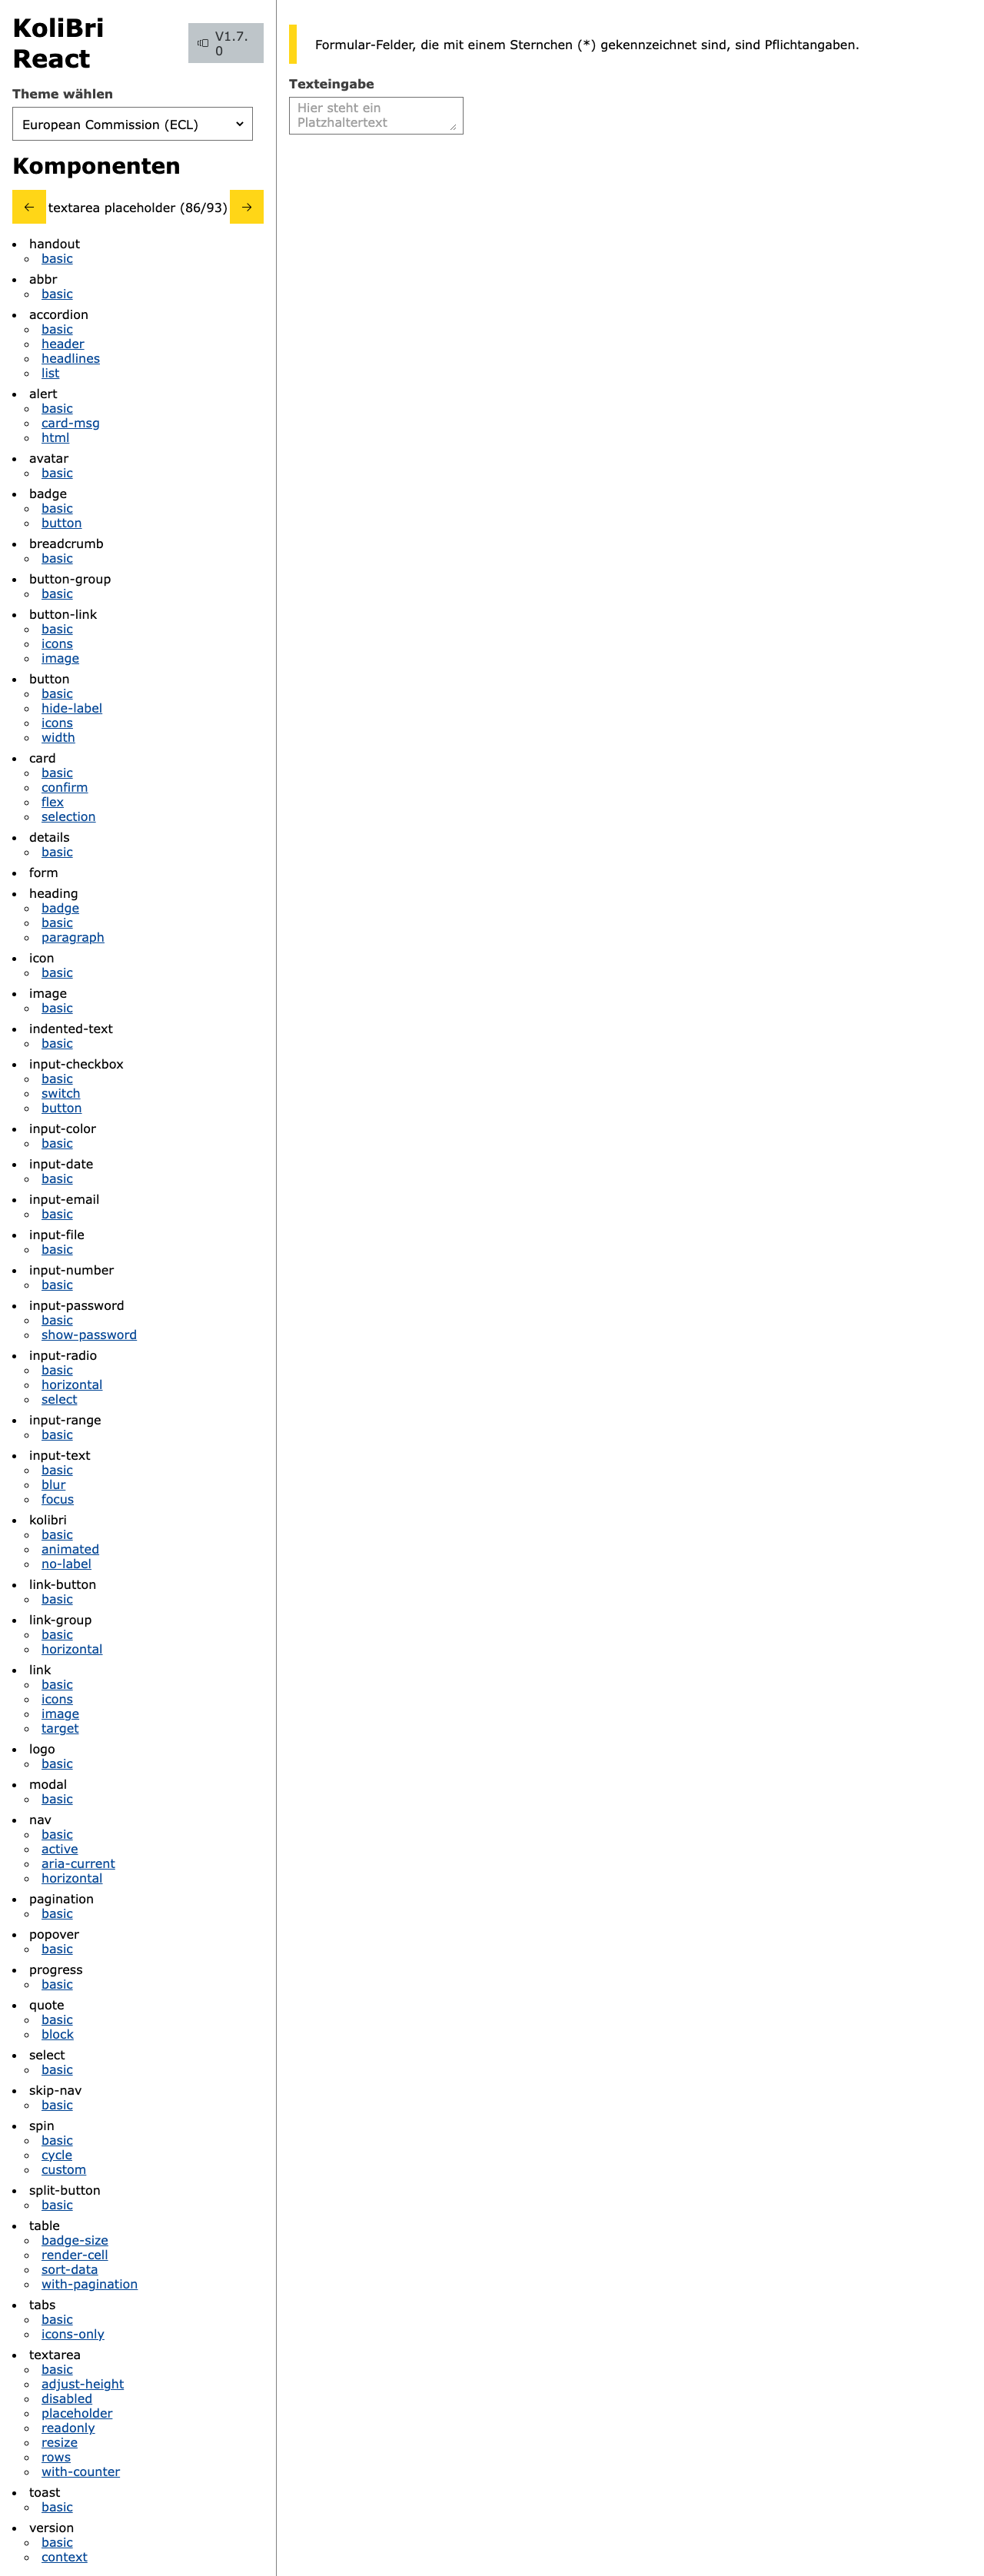 KoliBri
React
V1.7.
0
Theme wählen
European Commission (ECL)
Komponenten
textarea placeholder (86/93)
handout
basic
abbr
basic
accordion
basic
header
headlines
list
alert
basic
card-msg
html
avatar
basic
badge
basic
button
breadcrumb
basic
button-group
basic
button-link
basic
icons
image
button
basic
hide-label
icons
width
card
basic
confirm
flex
selection
details
basic
form
heading
badge
basic
paragraph
icon
basic
image
basic
indented-text
basic
input-checkbox
basic
switch
button
input-color
basic
input-date
basic
input-email
basic
input-file
basic
input-number
basic
input-password
basic
show-password
input-radio
basic
horizontal
select
input-range
basic
input-text
basic
blur
focus
kolibri
basic
animated
no-label
link-button
basic
link-group
basic
horizontal
link
basic
icons
image
target
logo
basic
modal
basic
nav
basic
active
aria-current
horizontal
pagination
basic
popover
basic
progress
basic
quote
basic
block
select
basic
skip-nav
basic
spin
basic
cycle
custom
split-button
basic
table
badge-size
render-cell
sort-data
with-pagination
tabs
basic
icons-only
textarea
basic
adjust-height
disabled
placeholder
readonly
resize
rows
with-counter
toast
basic
version
basic
context
Formular-Felder, die mit einem Sternchen (*) gekennzeichnet sind, sind Pflichtangaben.
Texteingabe
Hier steht ein
Platzhaltertext